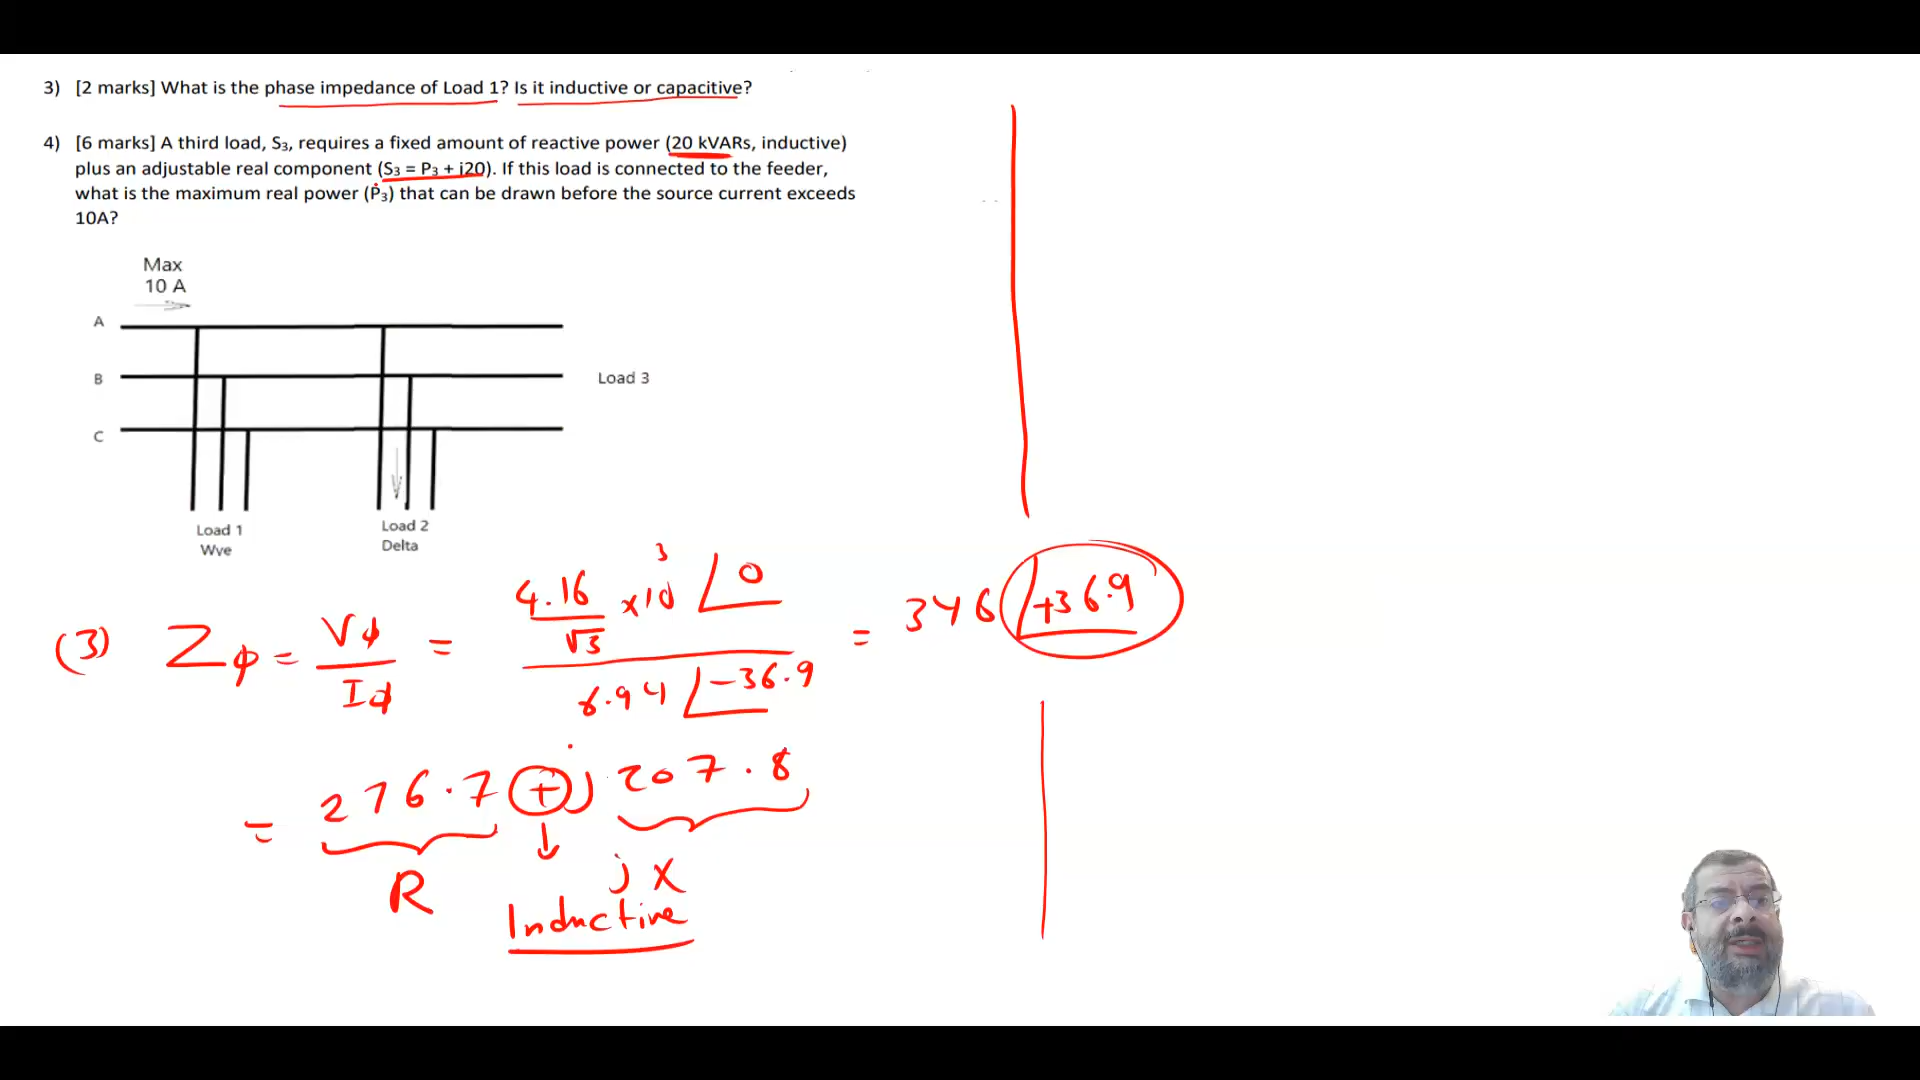 3) [2 marks] What is the phase impedance of Load 1? Is it inductive or capacitive?
4) [6 marks] A third load, S₃, requires a fixed amount of reactive power (20 kVARs, inductive)
plus an adjustable real component (S₃ = P₃ + j20). If this load is connected to the feeder,
what is the maximum real power (P₃) that can be drawn before the source current exceeds
10A?
Max
10 A
A
B
Load 3
C
Load 1
Wye
Load 2
Delta
(3) Zϕ = Vϕ / Iϕ = (4.16/√3 x10³ ∠0) / (6.94 ∠-36.9) = 346 ∠+36.9
= 276.7 + j 207.8
R
j X
Inductive